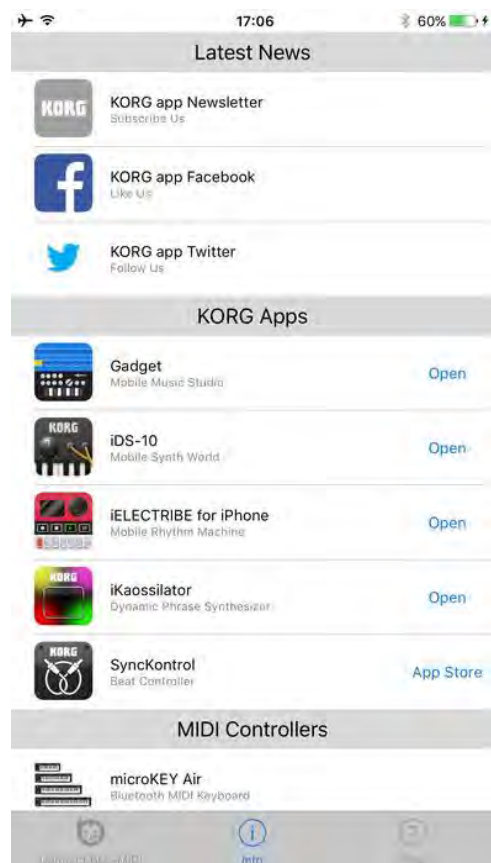 17:06
60%
Latest News
KORG
KORG app Newsletter
Subscribe Us
f
KORG app Facebook
Like Us
KORG app Twitter
Follow Us
KORG Apps
Gadget
Mobile Music Studio
Open
KORG
iDS-10
Mobile Synth World
Open
iELECTRIBE for iPhone
Mobile Rhythm Machine
Open
KORG
iKaossilator
Dynamic Phrase Synthesizer
Open
KORG
SyncKontrol
Beat Controller
App Store
MIDI Controllers
microKEY Air
Bluetooth MIDI Keyboard
Info